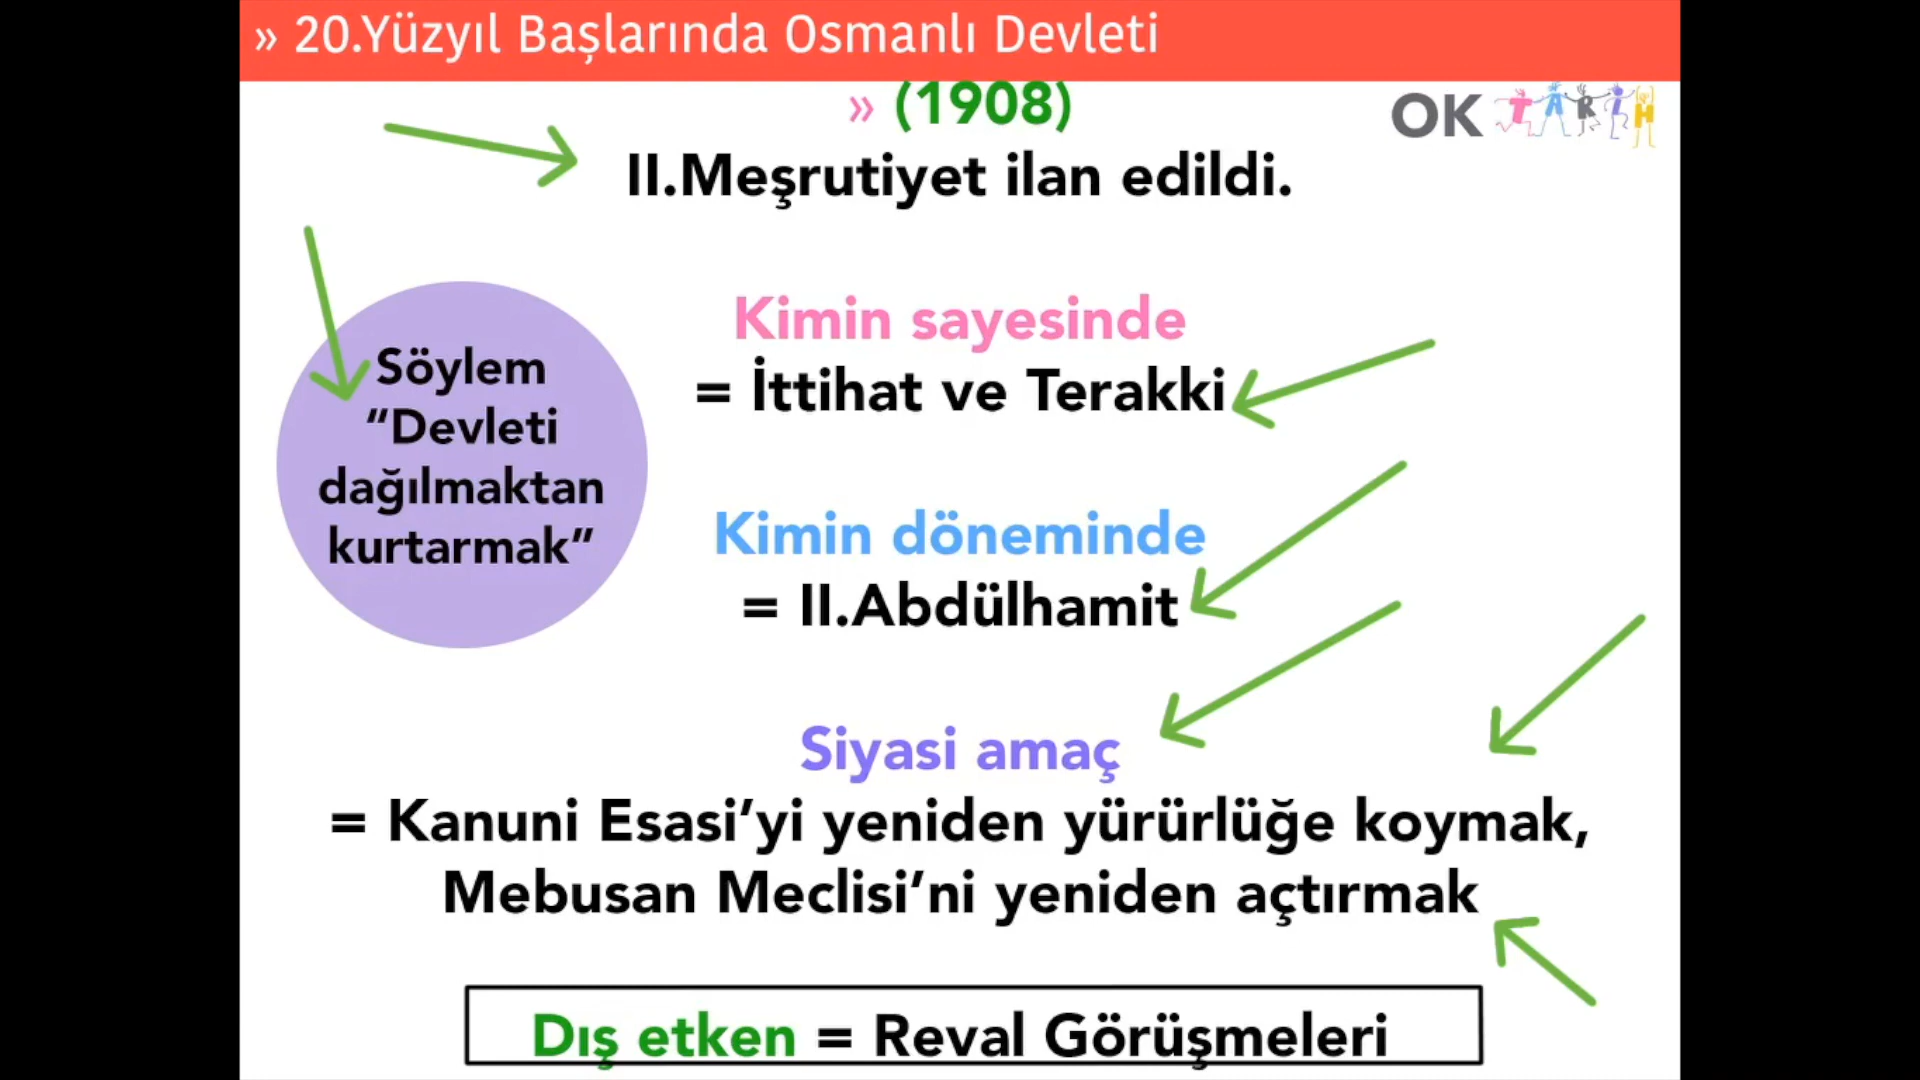 » 20.Yüzyıl Başlarında Osmanlı Devleti
» (1908)
OK TARİH
II.Meşrutiyet ilan edildi.
Söylem
“Devleti
dağılmaktan
kurtarmak”
Kimin sayesinde
= İttihat ve Terakki
Kimin döneminde
= II.Abdülhamit
Siyasi amaç
= Kanuni Esasi’yi yeniden yürürlüğe koymak,
Mebusan Meclisi’ni yeniden açtırmak
Dış etken = Reval Görüşmeleri